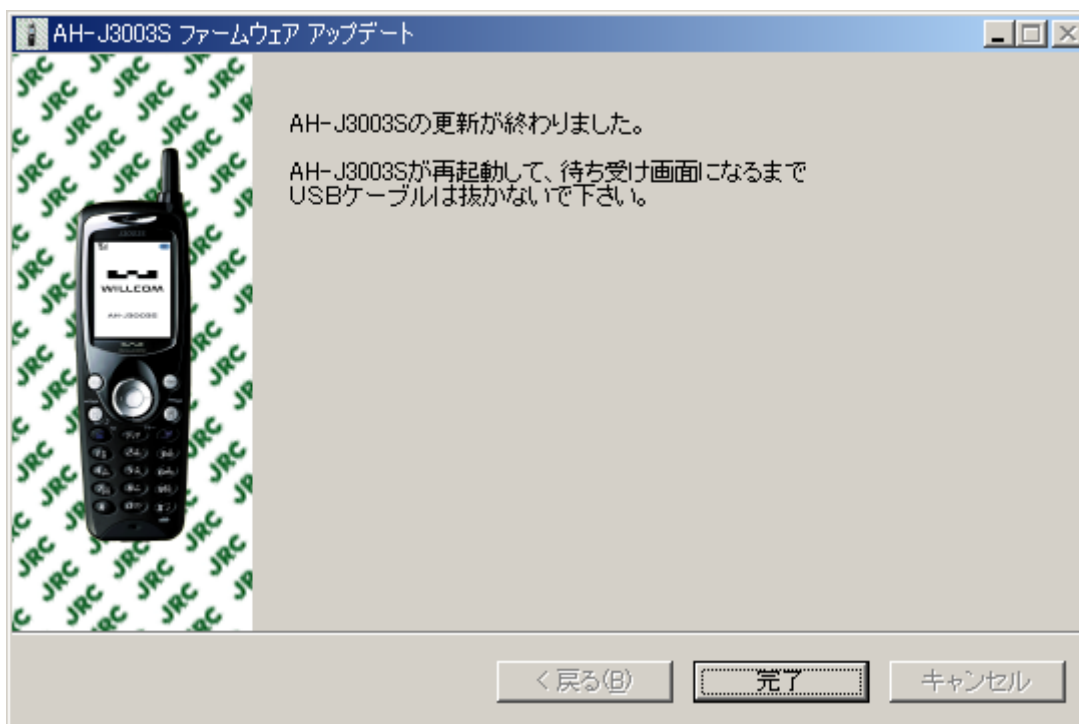 AH-J3003S ファームウェア アップデート
AH-J3003Sの更新が終わりました。
AH-J3003Sが再起動して、待ち受け画面になるまで
USBケーブルは抜かないで下さい。
JRC
WILLCOM
AH-J3003S
< 戻る(B)
完了
キャンセル